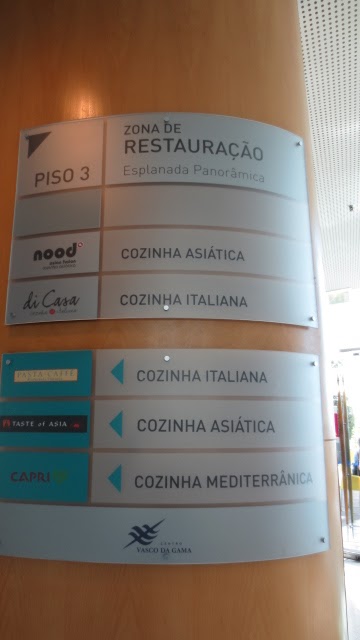 ZONA DE
RESTAURAÇÃO
PISO 3
Esplanada Panorâmica
nood
COZINHA ASIÁTICA
di Casa
COZINHA ITALIANA
PASTA CAFFÉ
COZINHA ITALIANA
TASTE of ASIA
COZINHA ASIÁTICA
CAPRI
COZINHA MEDITERRÂNICA
CENTRO
VASCO DA GAMA